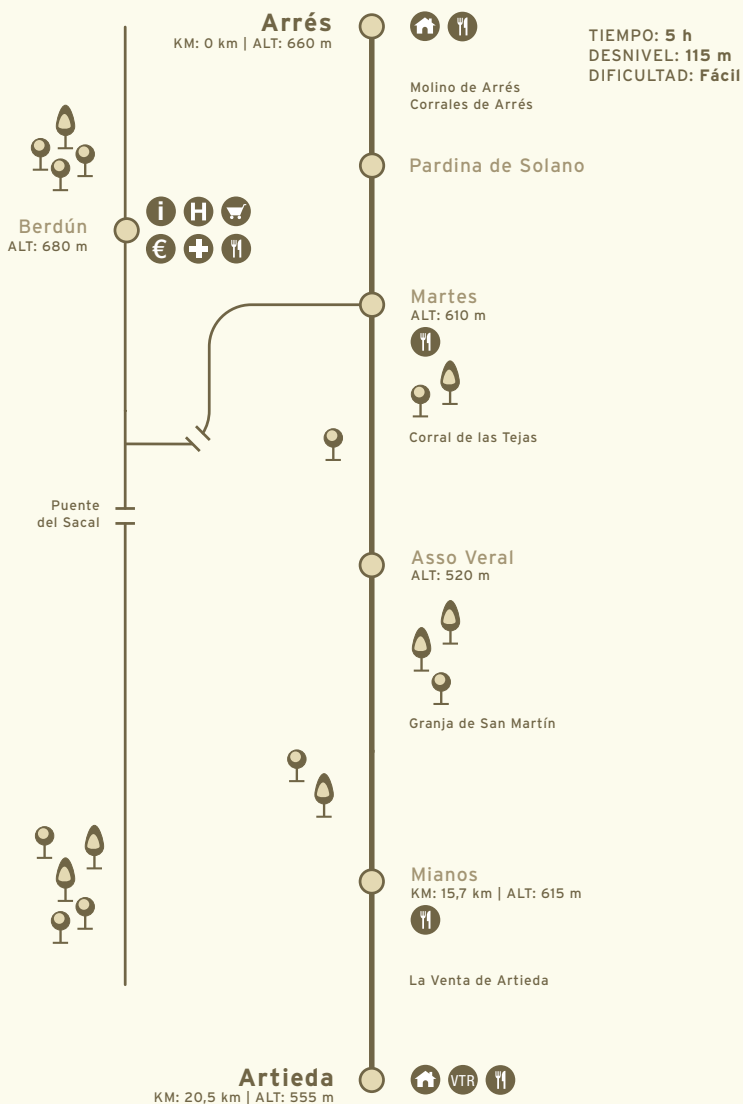 Arrés
KM: 0 km | ALT: 660 m
TIEMPO: 5 h
DESNIVEL: 115 m
DIFICULTAD: Fácil
Molino de Arrés
Corrales de Arrés
Pardina de Solano
Berdún
ALT: 680 m
i H
€
Martes
ALT: 610 m
Corral de las Tejas
Puente
del Sacal
Asso Veral
ALT: 520 m
Granja de San Martín
Mianos
KM: 15,7 km | ALT: 615 m
La Venta de Artieda
Artieda
KM: 20,5 km | ALT: 555 m
VTR